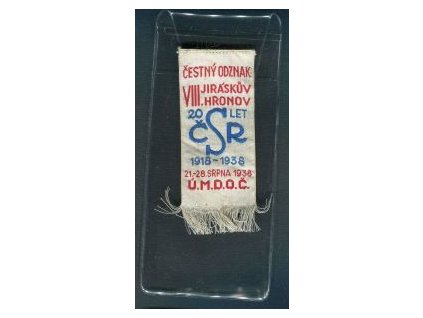 ČESTNÝ ODZNAK
VIII. JIRÁSKŮV
HRONOV
20 LET
ČSR
1918-1938
21.-28. SRPNA 1938
Ú.M.D.O.Č.